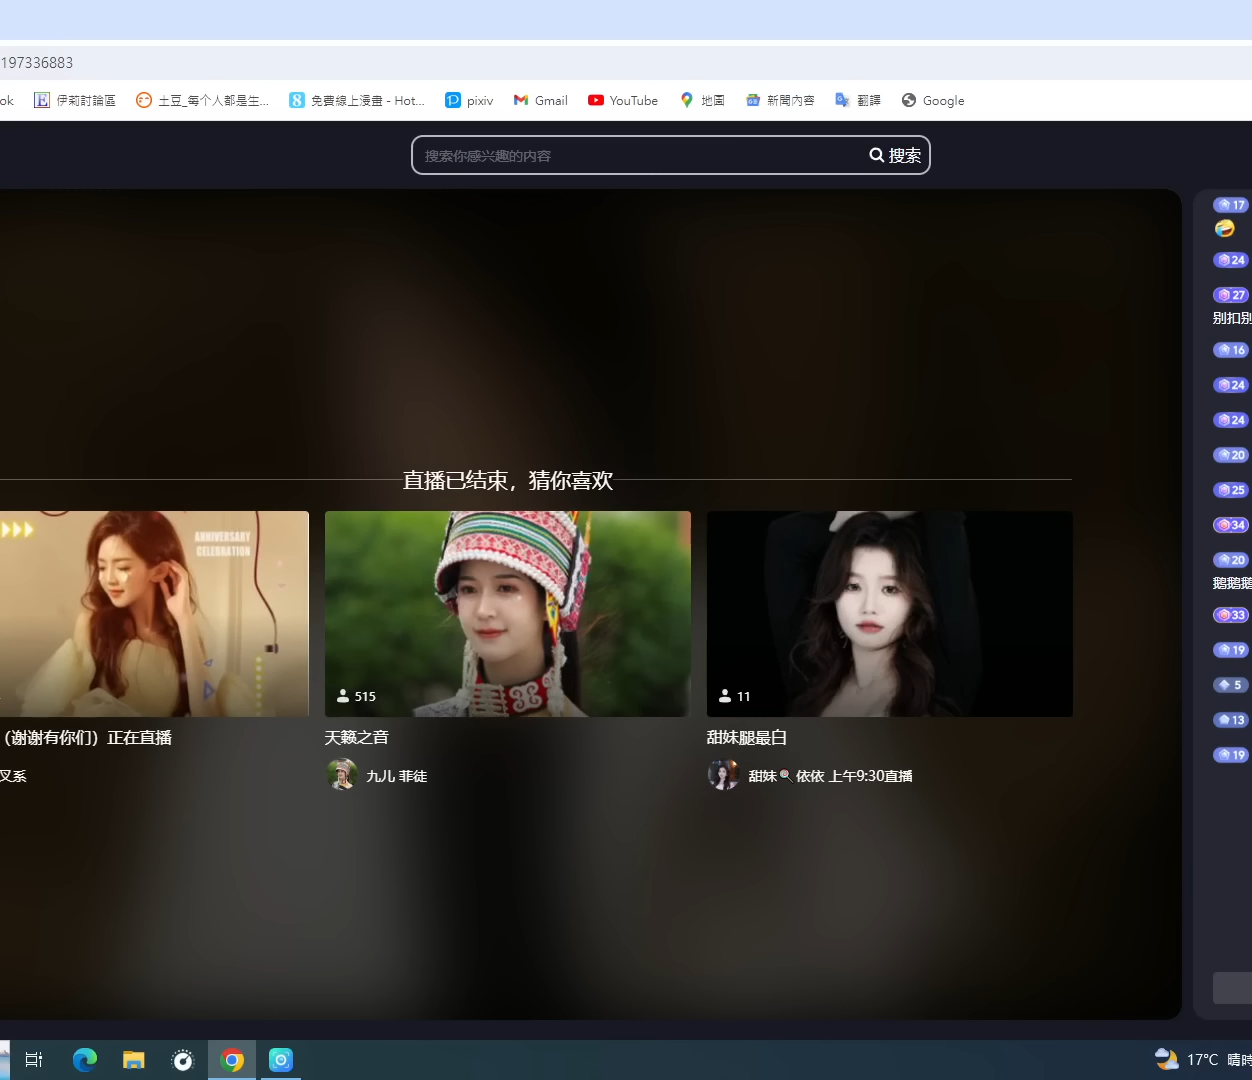 197336883
ok 伊莉討論區 土豆_每个人都是生... 免費線上漫畫 - Hot... pixiv Gmail YouTube 地圖 新聞內容 翻譯 Google
搜索你感兴趣的内容 搜索
17
24
27
别扣别
16
24
24
20
25
34
20
鹅鹅鹅
33
19
5
13
19
直播已结束，猜你喜欢
ANNIVERSARY
CELEBRATION
515
11
（谢谢有你们）正在直播
天籁之音
甜妹腿最白
叉系
九儿 菲徒
甜妹🍭依依 上午9:30直播
17°C 晴時